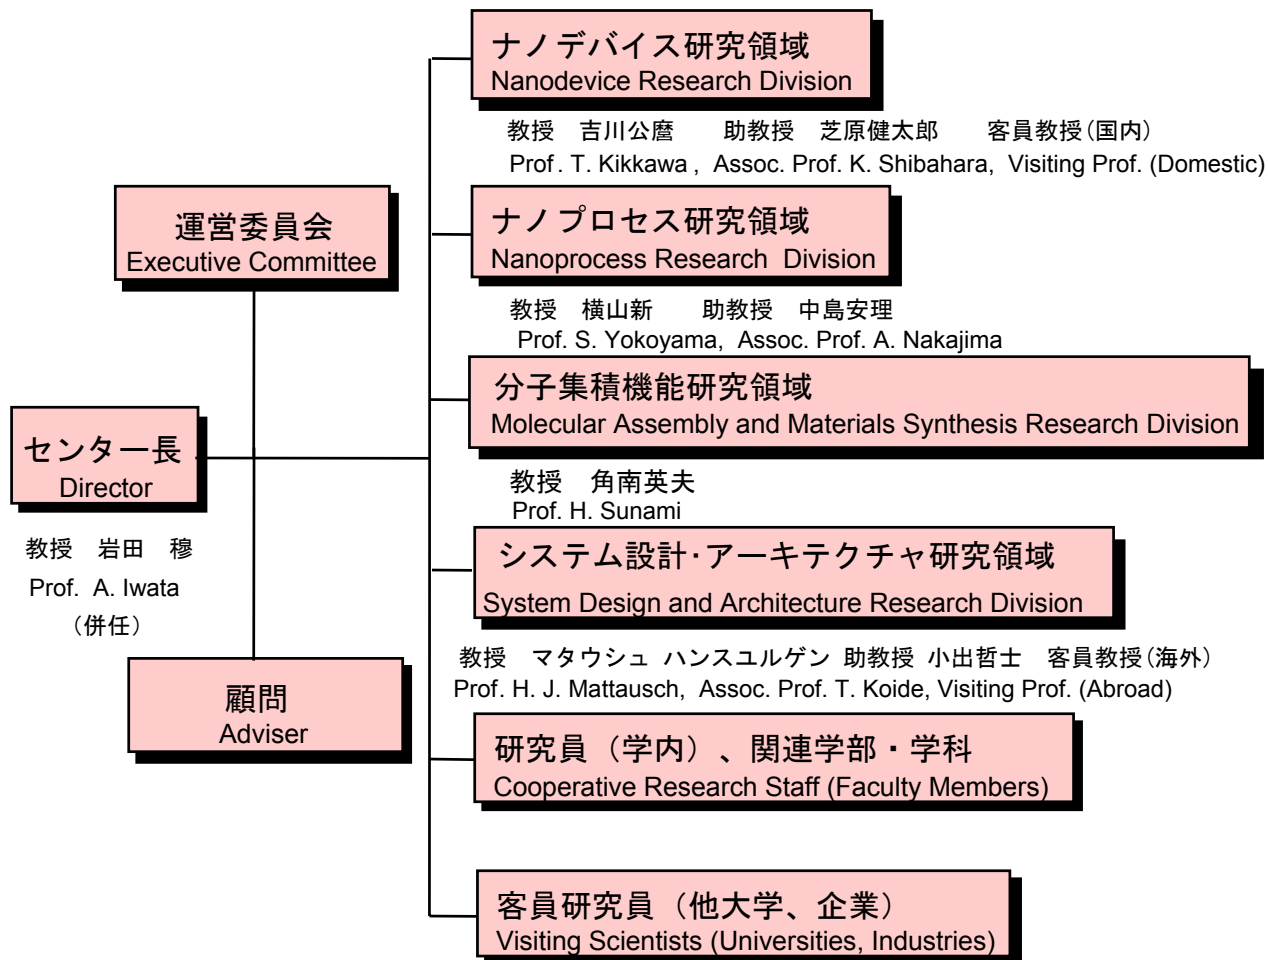 ナノデバイス研究領域
Nanodevice Research Division
教授　吉川公麿　　助教授　芝原健太郎　　客員教授（国内）
Prof. T. Kikkawa , Assoc. Prof. K. Shibahara, Visiting Prof. (Domestic)
運営委員会
Executive Committee
ナノプロセス研究領域
Nanoprocess Research Division
教授　横山新　　助教授　中島安理
Prof. S. Yokoyama, Assoc. Prof. A. Nakajima
分子集積機能研究領域
Molecular Assembly and Materials Synthesis Research Division
センター長
Director
教授　角南英夫
Prof. H. Sunami
教授　岩田　穆
Prof. A. Iwata
（併任）
システム設計・アーキテクチャ研究領域
System Design and Architecture Research Division
教授　マタウシュ ハンスユルゲン 助教授 小出哲士　客員教授（海外）
Prof. H. J. Mattausch, Assoc. Prof. T. Koide, Visiting Prof. (Abroad)
顧問
Adviser
研究員（学内）、関連学部・学科
Cooperative Research Staff (Faculty Members)
客員研究員（他大学、企業）
Visiting Scientists (Universities, Industries)